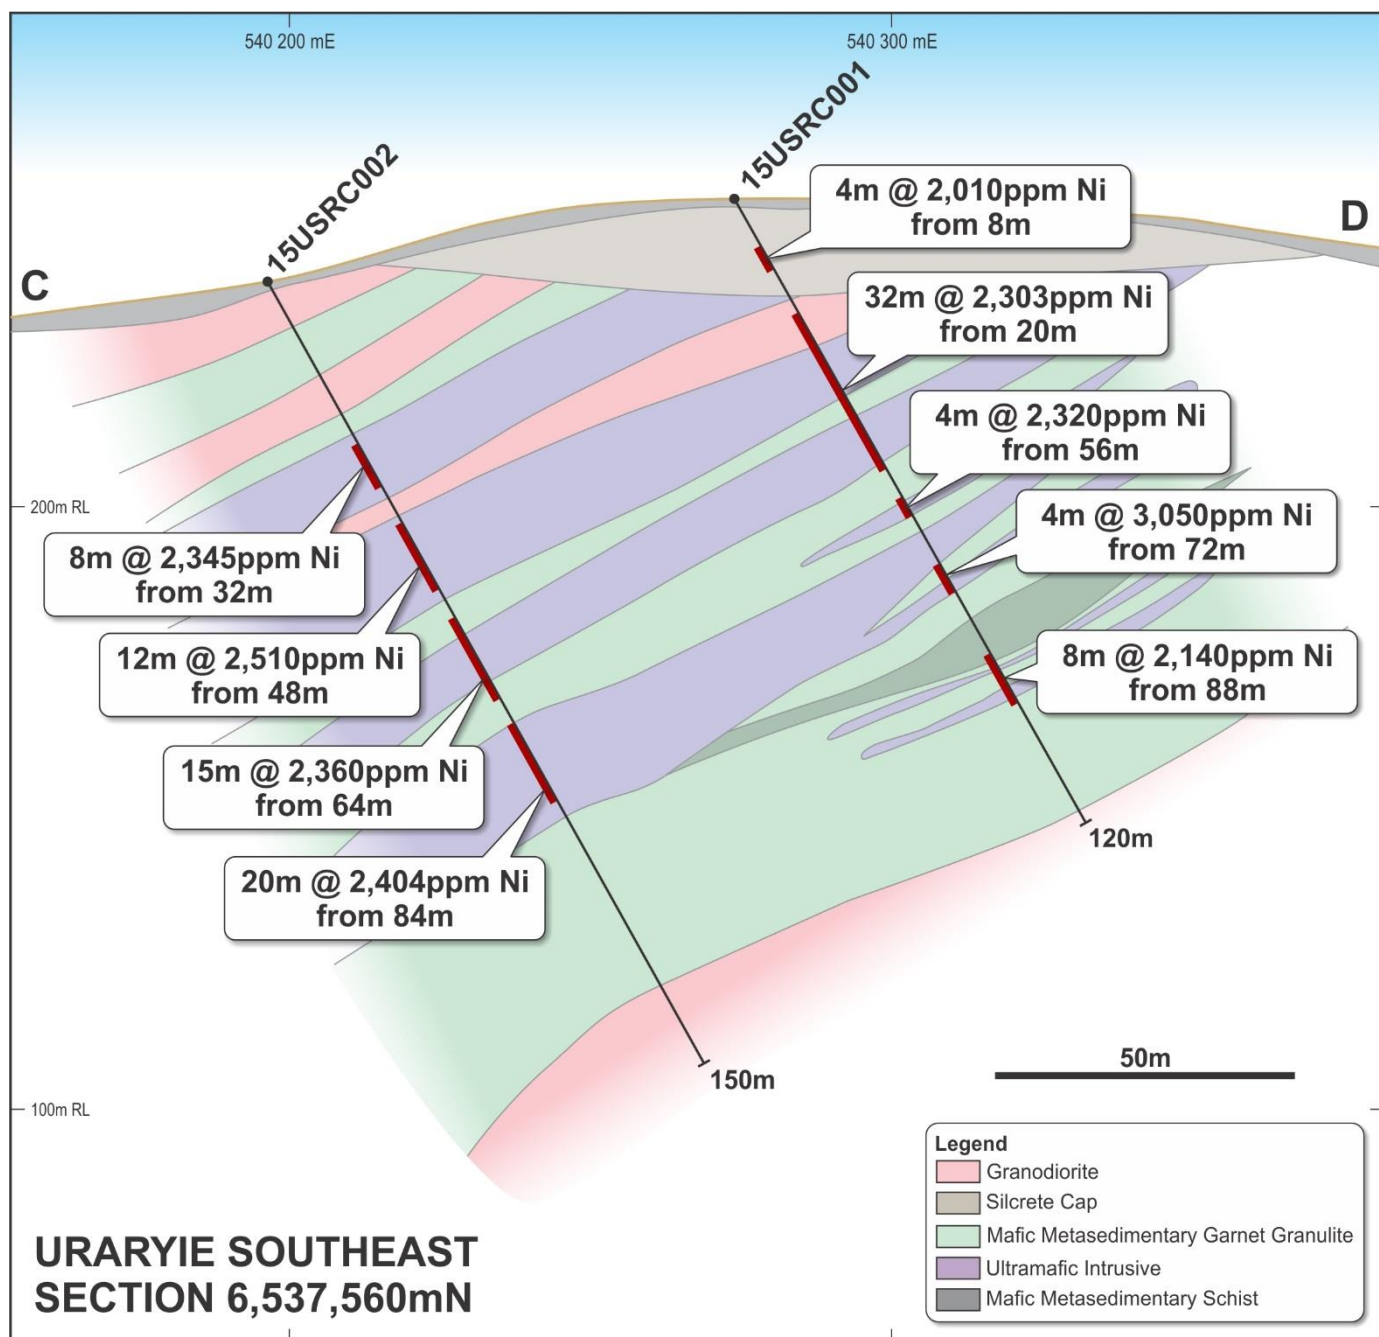 540 200 mE
540 300 mE
15USRC002
15USRC001
C
D
4m @ 2,010ppm Ni
from 8m
32m @ 2,303ppm Ni
from 20m
4m @ 2,320ppm Ni
from 56m
4m @ 3,050ppm Ni
from 72m
8m @ 2,140ppm Ni
from 88m
200m RL
8m @ 2,345ppm Ni
from 32m
12m @ 2,510ppm Ni
from 48m
15m @ 2,360ppm Ni
from 64m
20m @ 2,404ppm Ni
from 84m
120m
150m
50m
100m RL
Legend
Granodiorite
Silcrete Cap
Mafic Metasedimentary Garnet Granulite
Ultramafic Intrusive
Mafic Metasedimentary Schist
URARYIE SOUTHEAST
SECTION 6,537,560mN